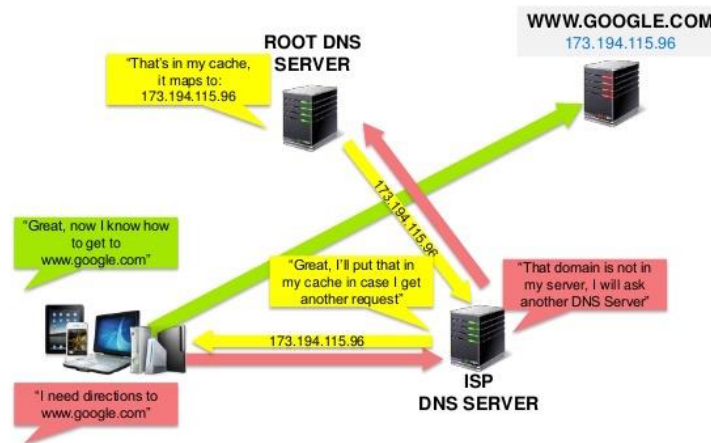 WWW.GOOGLE.COM
173.194.115.96
ROOT DNS
SERVER
“That’s in my cache,
it maps to:
173.194.115.96
173.194.115.96
“Great, now I know how
to get to
www.google.com”
“Great, I’ll put that in
my cache in case I get
another request”
“That domain is not in
my server, I will ask
another DNS Server”
173.194.115.96
ISP
DNS SERVER
“I need directions to
www.google.com”